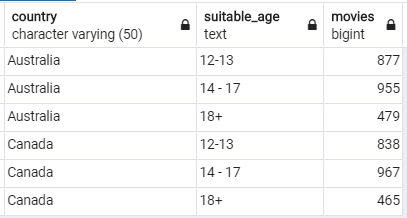 country suitable_age movies
character varying (50) text bigint
Australia 12-13 877
Australia 14 - 17 955
Australia 18+ 479
Canada 12-13 838
Canada 14 - 17 967
Canada 18+ 465